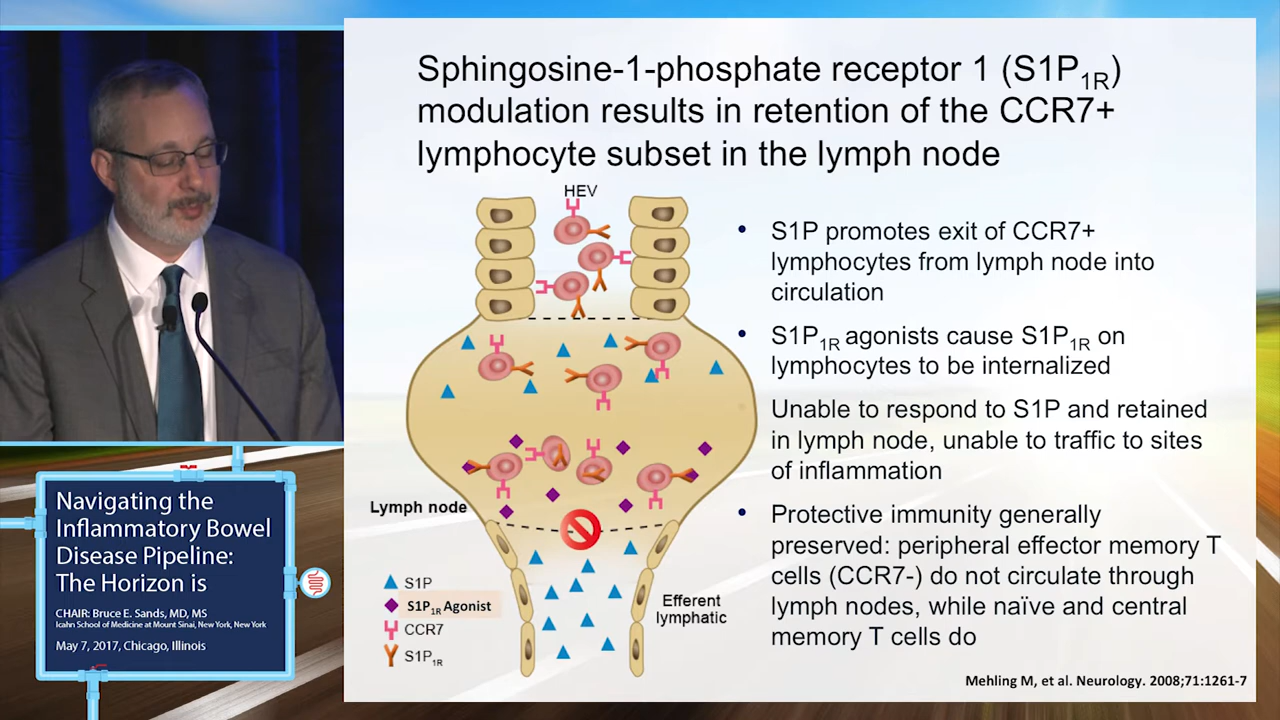 Sphingosine-1-phosphate receptor 1 (S1P1R)
modulation results in retention of the CCR7+
lymphocyte subset in the lymph node
HEV
Lymph node
Efferent
lymphatic
S1P
S1P1R Agonist
CCR7
S1P1R
• S1P promotes exit of CCR7+
lymphocytes from lymph node into
circulation
• S1P1R agonists cause S1P1R on
lymphocytes to be internalized
Unable to respond to S1P and retained
in lymph node, unable to traffic to sites
of inflammation
• Protective immunity generally
preserved: peripheral effector memory T
cells (CCR7-) do not circulate through
lymph nodes, while naïve and central
memory T cells do
Mehling M, et al. Neurology. 2008;71:1261-7
Navigating the
Inflammatory Bowel
Disease Pipeline:
The Horizon is
CHAIR: Bruce E. Sands, MD, MS
Icahn School of Medicine at Mount Sinai, New York, New York
May 7, 2017, Chicago, Illinois